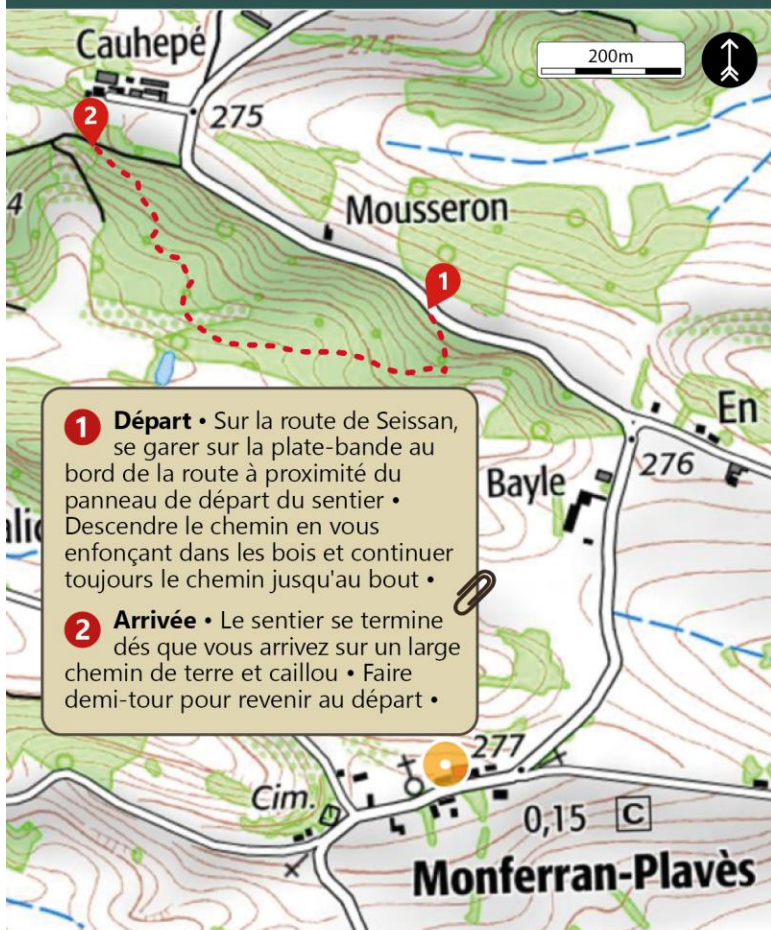 Cauhepé
275
200m
2
275
4
Mousseron
1
En
276
Bayle
1 Départ • Sur la route de Seissan,
se garer sur la plate-bande au
bord de la route à proximité du
panneau de départ du sentier •
Descendre le chemin en vous
enfonçant dans les bois et continuer
toujours le chemin jusqu'au bout •
2 Arrivée • Le sentier se termine
dés que vous arrivez sur un large
chemin de terre et caillou • Faire
demi-tour pour revenir au départ •
277
Cim.
0,15 C
Monferran-Plavès